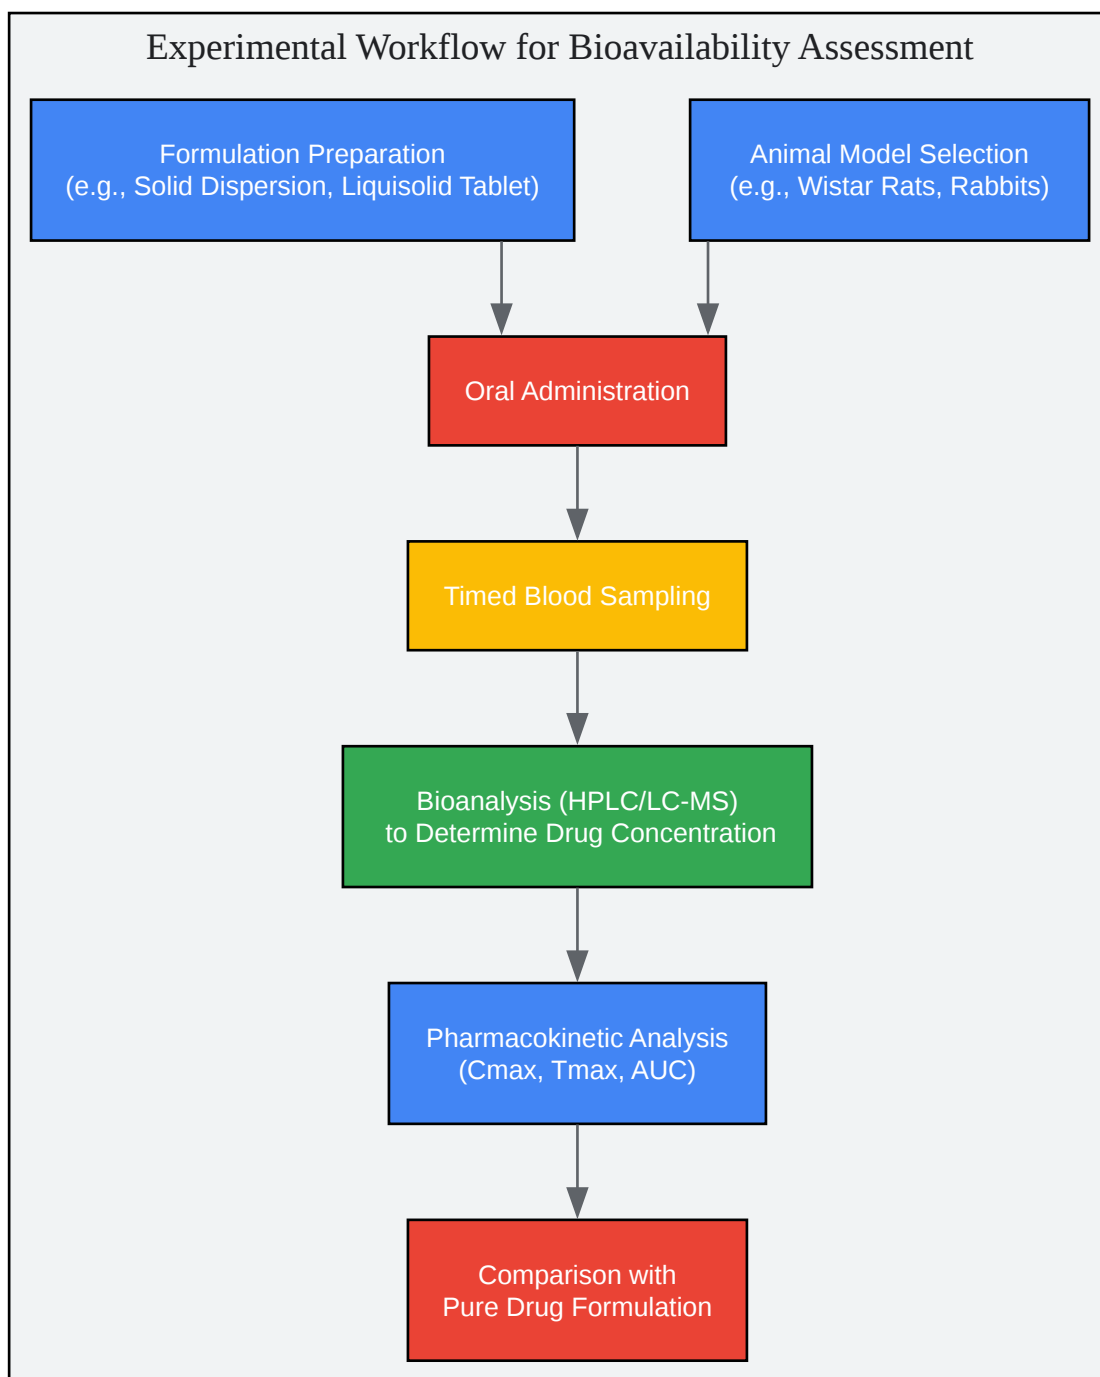 Experimental Workflow for Bioavailability Assessment
Formulation Preparation
(e.g., Solid Dispersion, Liquisolid Tablet)
Animal Model Selection
(e.g., Wistar Rats, Rabbits)
Oral Administration
Timed Blood Sampling
Bioanalysis (HPLC/LC-MS)
to Determine Drug Concentration
Pharmacokinetic Analysis
(Cmax, Tmax, AUC)
Comparison with
Pure Drug Formulation